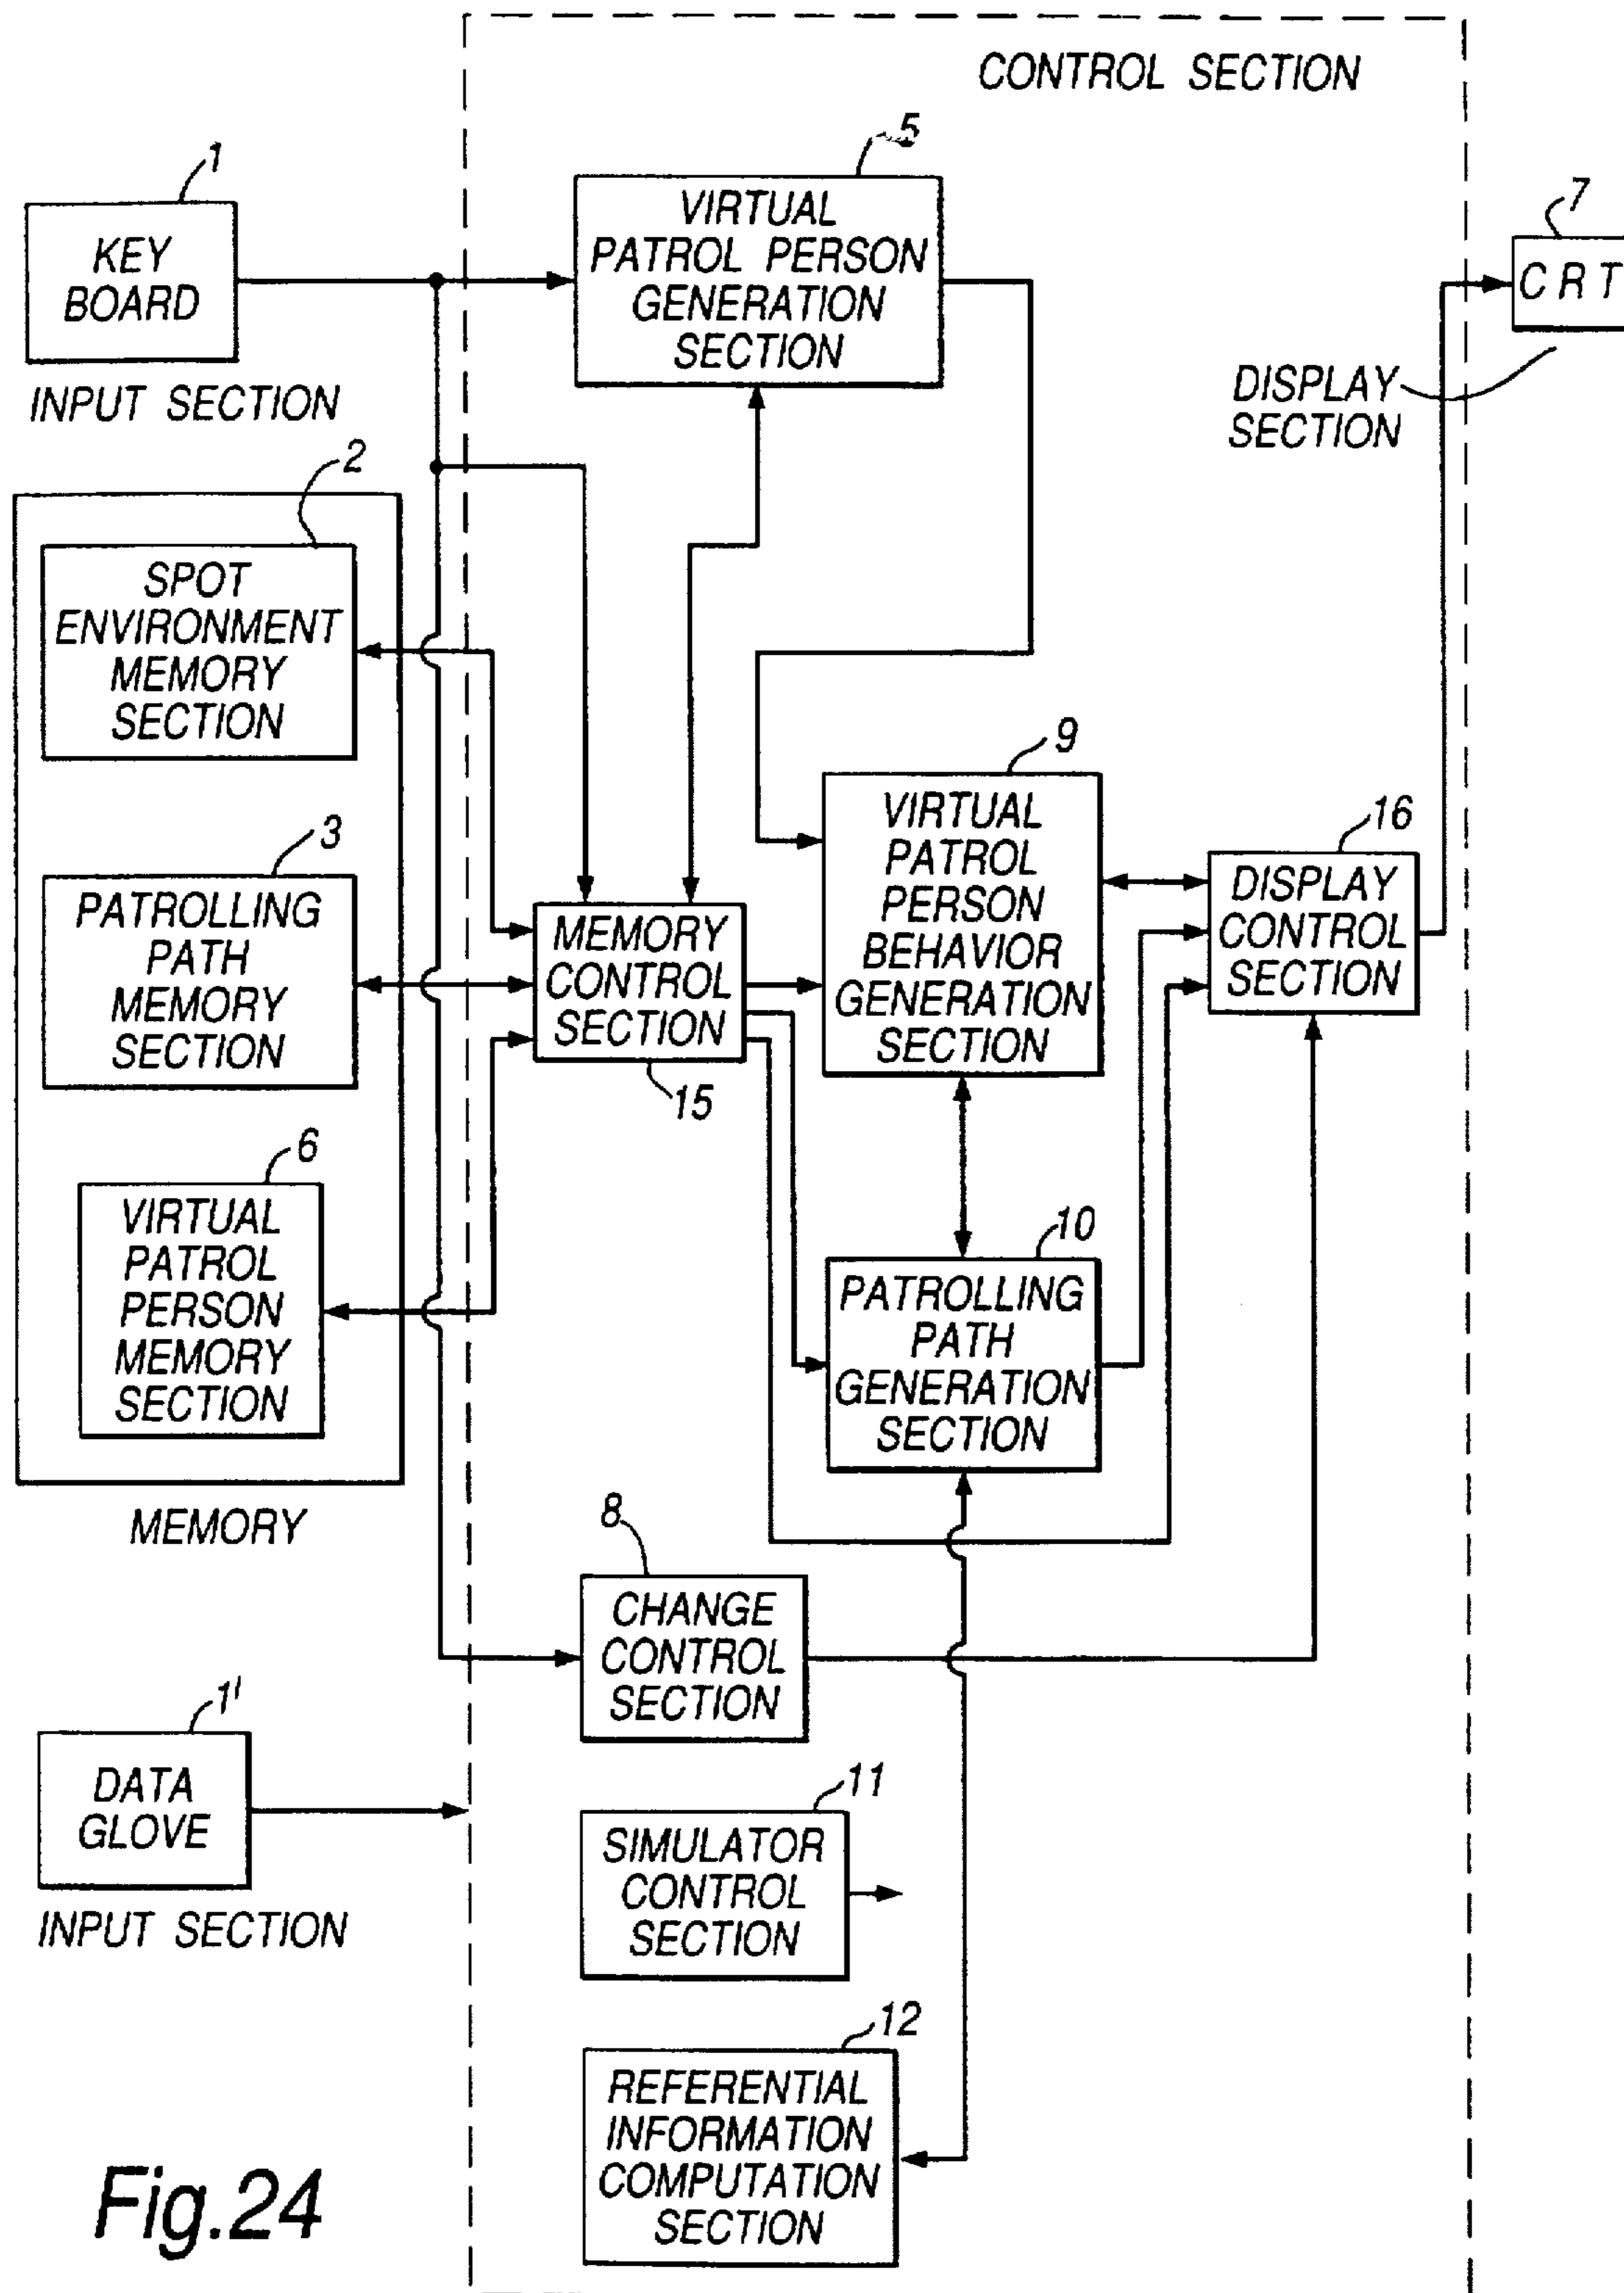 CONTROL SECTION
1
KEY
BOARD
INPUT SECTION
5
VIRTUAL
PATROL PERSON
GENERATION
SECTION
7
CRT
DISPLAY
SECTION
2
SPOT
ENVIRONMENT
MEMORY
SECTION
3
PATROLLING
PATH
MEMORY
SECTION
6
VIRTUAL
PATROL
PERSON
MEMORY
SECTION
MEMORY
MEMORY
CONTROL
SECTION
15
9
VIRTUAL
PATROL
PERSON
BEHAVIOR
GENERATION
SECTION
16
DISPLAY
CONTROL
SECTION
10
PATROLLING
PATH
GENERATION
SECTION
8
CHANGE
CONTROL
SECTION
1'
DATA
GLOVE
INPUT SECTION
11
SIMULATOR
CONTROL
SECTION
12
REFERENTIAL
INFORMATION
COMPUTATION
SECTION
Fig.24